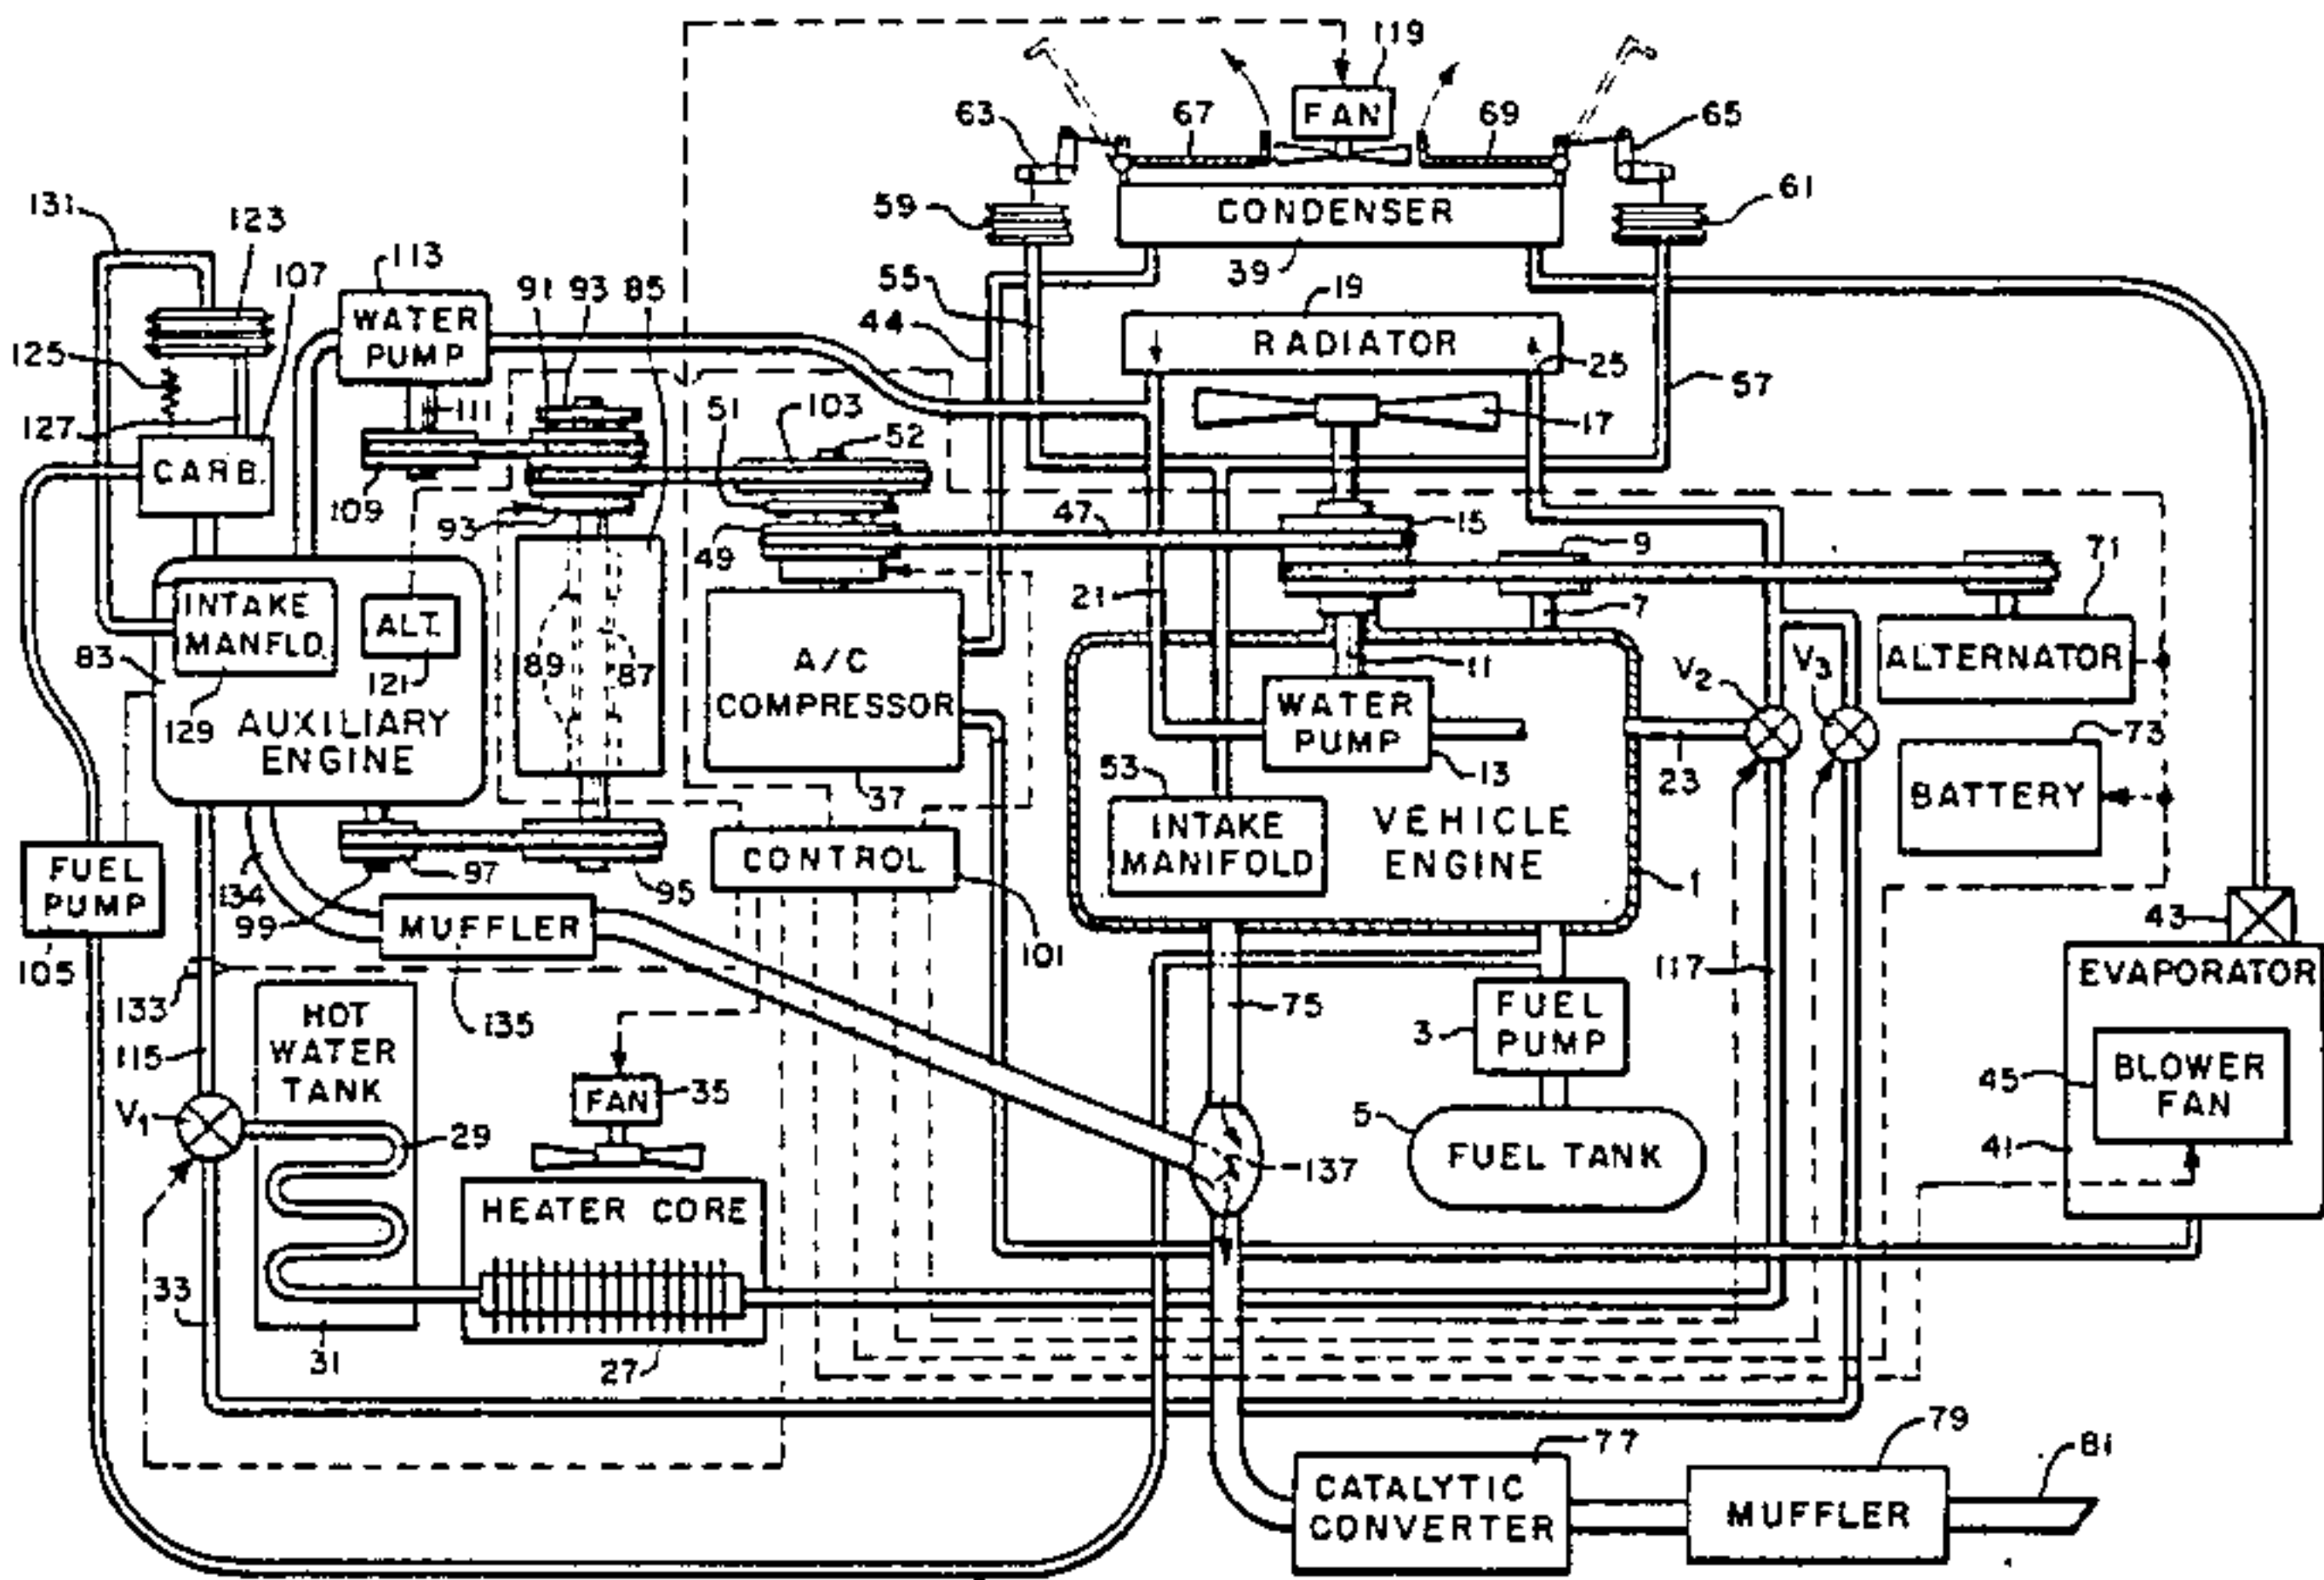 119
FAN
63
67
69
65
131
123
59
CONDENSER
61
107
113
55
39
91
93
85
19
WATER
PUMP
44
RADIATOR
125
25
57
111
51
103
52
17
127
CARB.
109
93
47
15
49
9
71
INTAKE
MANFLD.
ALT.
21
7
83
A/C
COMPRESSOR
11
V2
V3
ALTERNATOR
89
87
121
129
AUXILIARY
ENGINE
WATER
PUMP
13
23
73
BATTERY
53
37
INTAKE
MANIFOLD
VEHICLE
ENGINE
CONTROL
FUEL
PUMP
134
97
95
1
99
MUFFLER
101
43
105
133
135
117
EVAPORATOR
HOT
WATER
TANK
75
3
FUEL
PUMP
115
BLOWER
FAN
45
FAN
35
V1
29
5
FUEL TANK
137
41
HEATER CORE
33
31
27
77
79
81
CATALYTIC
CONVERTER
MUFFLER